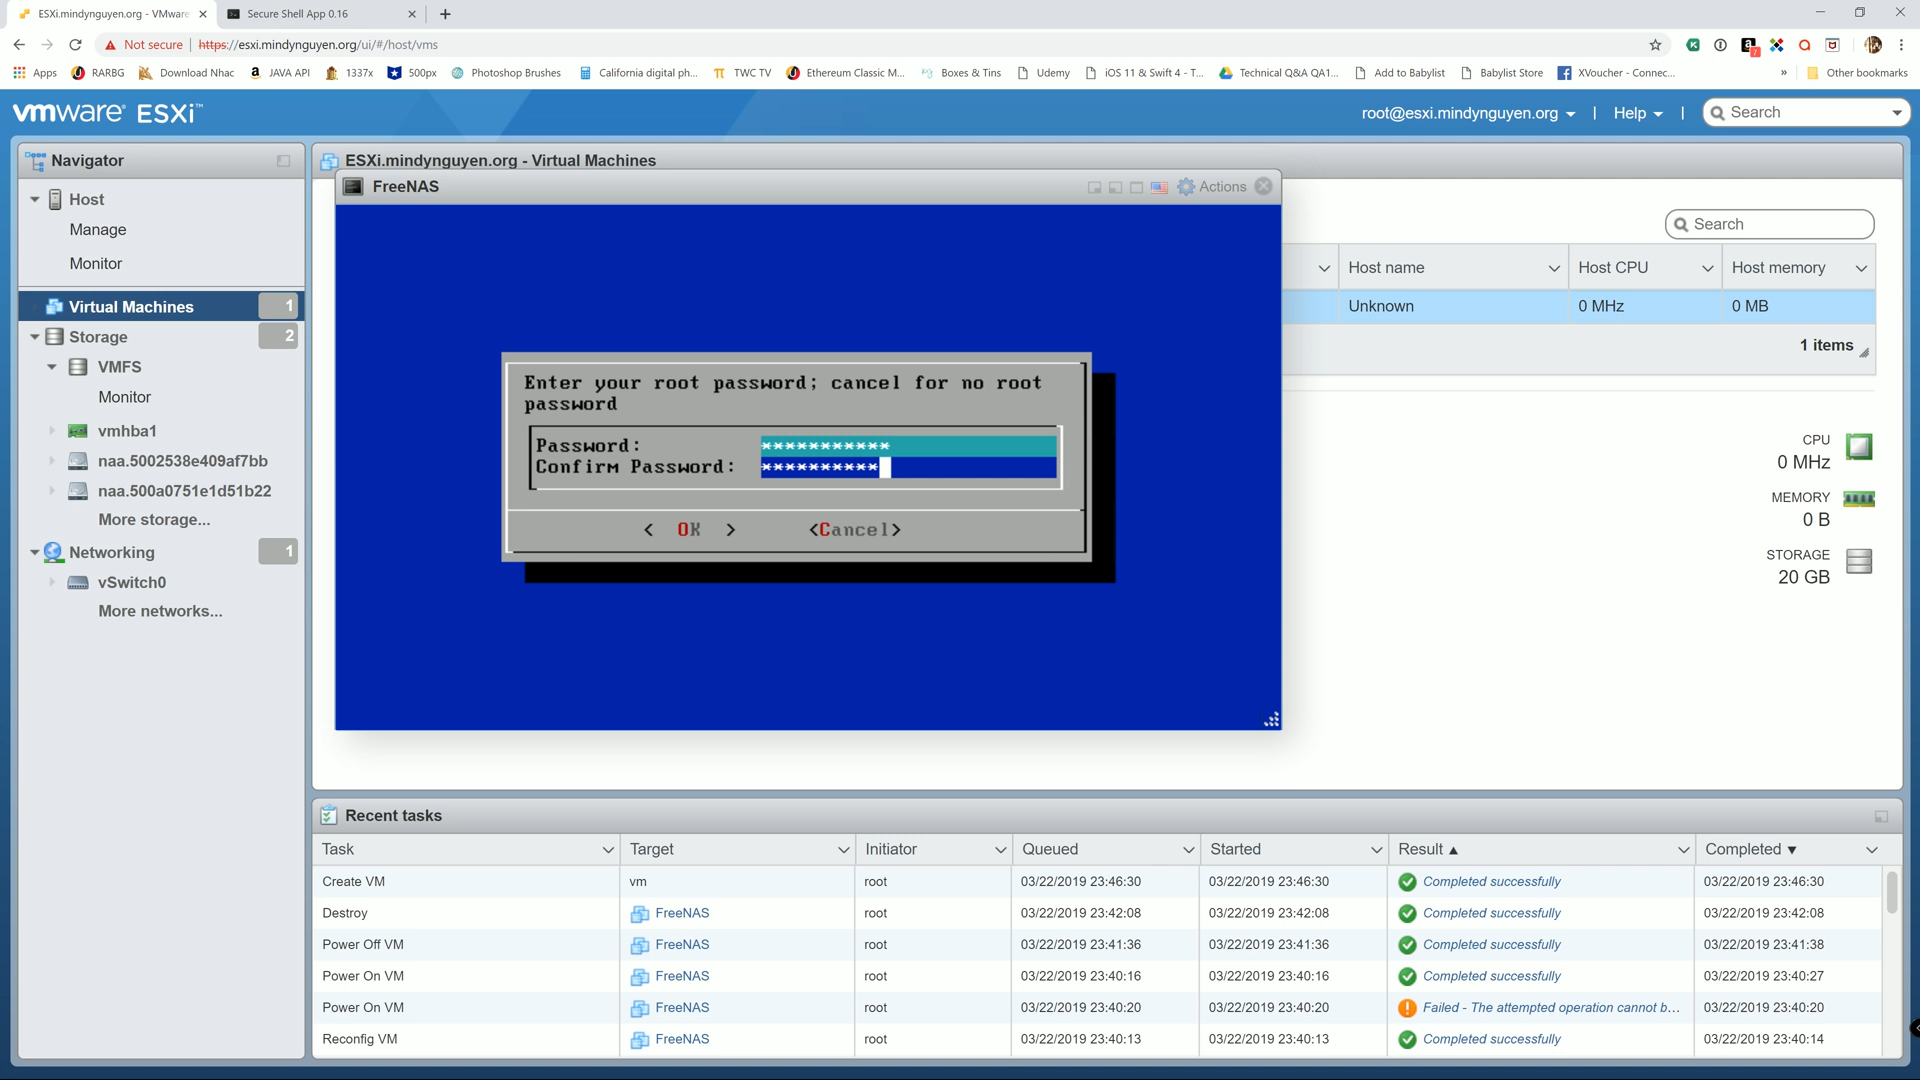 ESXi.mindynguyen.org - VMware
Secure Shell App 0.16
Not secure | https://esxi.mindynguyen.org/ui/#/host/vms
7
Apps RARBG Download Nhac JAVA API 1337x 500px Photoshop Brushes California digital ph... TWC TV Ethereum Classic M... Boxes & Tins Udemy iOS 11 & Swift 4 - T... Technical Q&A QA1... Add to Babylist Babylist Store XVoucher - Connec... » Other bookmarks
vmware® ESXi™
root@esxi.mindynguyen.org | Help | Search
Navigator
Host
Manage
Monitor
Virtual Machines 1
Storage 2
VMFS
Monitor
vmhba1
naa.5002538e409af7bb
naa.500a0751e1d51b22
More storage...
Networking 1
vSwitch0
More networks...
ESXi.mindynguyen.org - Virtual Machines
FreeNAS
Actions
Enter your root password; cancel for no root
password
Password: ***********
Confirm Password: **********
< OK > <Cancel>
Search
Host name Host CPU Host memory
Unknown 0 MHz 0 MB
1 items
CPU
0 MHz
MEMORY
0 B
STORAGE
20 GB
Recent tasks
Task Target Initiator Queued Started Result ▲ Completed ▼
Create VM vm root 03/22/2019 23:46:30 03/22/2019 23:46:30 Completed successfully 03/22/2019 23:46:30
Destroy FreeNAS root 03/22/2019 23:42:08 03/22/2019 23:42:08 Completed successfully 03/22/2019 23:42:08
Power Off VM FreeNAS root 03/22/2019 23:41:36 03/22/2019 23:41:36 Completed successfully 03/22/2019 23:41:38
Power On VM FreeNAS root 03/22/2019 23:40:16 03/22/2019 23:40:16 Completed successfully 03/22/2019 23:40:27
Power On VM FreeNAS root 03/22/2019 23:40:20 03/22/2019 23:40:20 Failed - The attempted operation cannot b... 03/22/2019 23:40:20
Reconfig VM FreeNAS root 03/22/2019 23:40:13 03/22/2019 23:40:13 Completed successfully 03/22/2019 23:40:14